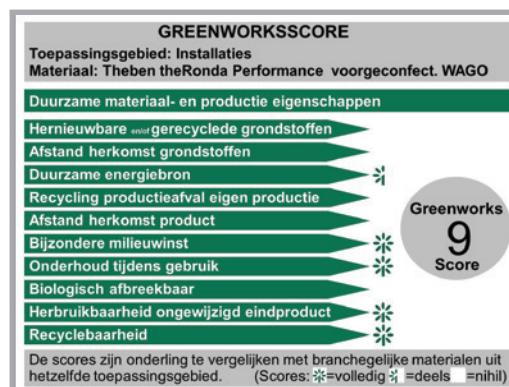 GREENWORKSSCORE
Toepassingsgebied: Installaties
Materiaal: Theben theRonda Performance voorgeconfect. WAGO
Duurzame materiaal- en productie eigenschappen
Hernieuwbare en/of gerecyclede grondstoffen
Afstand herkomst grondstoffen
Duurzame energiebron
Recycling productieafval eigen productie
Afstand herkomst product
Bijzondere milieuwinst
Onderhoud tijdens gebruik
Biologisch afbreekbaar
Herbruikbaarheid ongewijzigd eindproduct
Recyclebaarheid
Greenworks
9
Score
De scores zijn onderling te vergelijken met branchegelijke materialen uit
hetzelfde toepassingsgebied. (Scores: =volledig =deels =nihil)